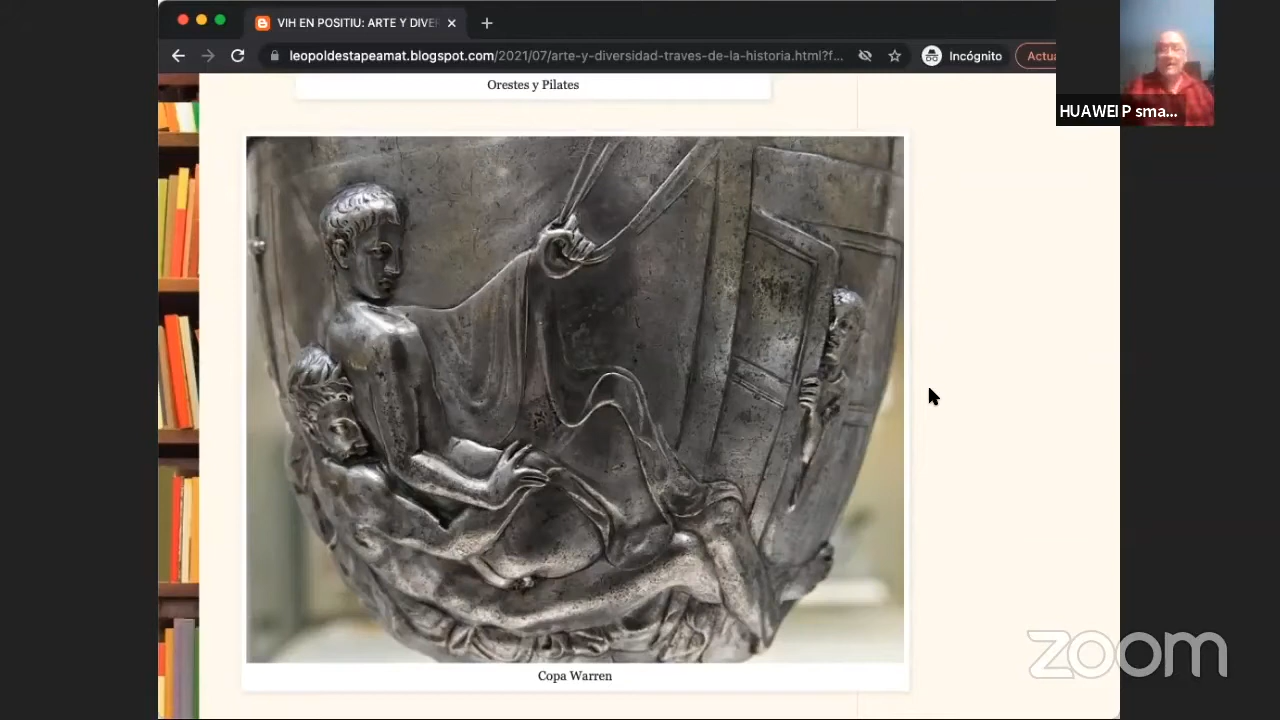 VIH EN POSITIU: ARTE Y DIVE
leopoldestapeamat.blogspot.com/2021/07/arte-y-diversidad-traves-de-la-historia.html?f...
Incógnito
Actua
HUAWEI P sma...
Orestes y Pilates
Copa Warren
zoom